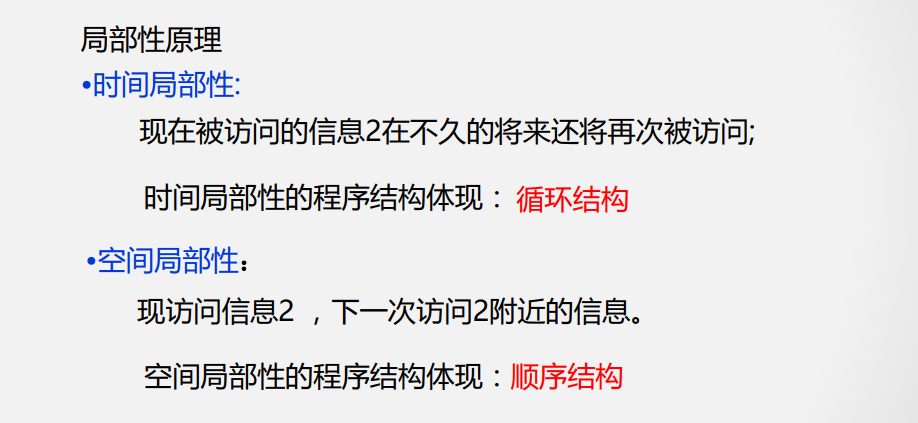 局部性原理
•时间局部性:
现在被访问的信息2在不久的将来还将再次被访问;
时间局部性的程序结构体现：循环结构
•空间局部性：
现访问信息2 ，下一次访问2附近的信息。
空间局部性的程序结构体现：顺序结构